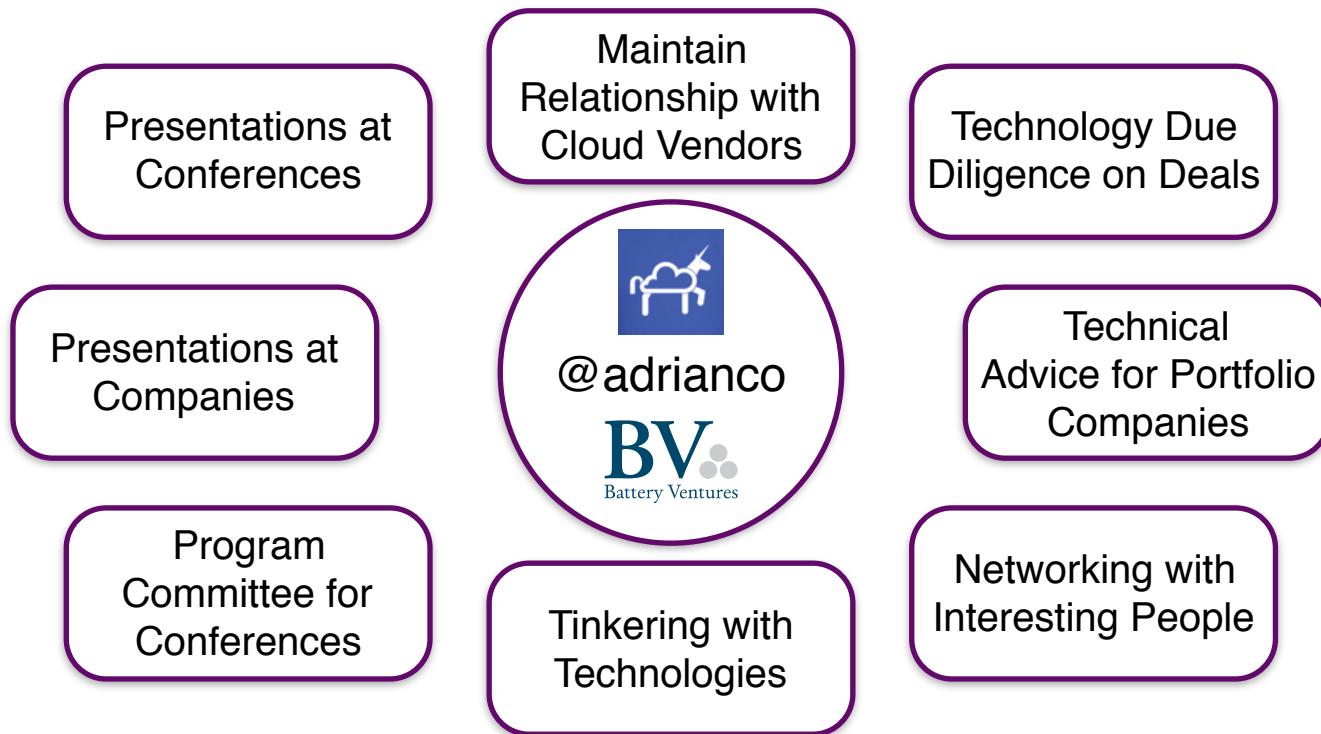 Maintain
Relationship with
Cloud Vendors
Presentations at
Conferences
Technology Due
Diligence on Deals
Presentations at
Companies
@adrianco
BV
Battery Ventures
Technical
Advice for Portfolio
Companies
Program
Committee for
Conferences
Tinkering with
Technologies
Networking with
Interesting People